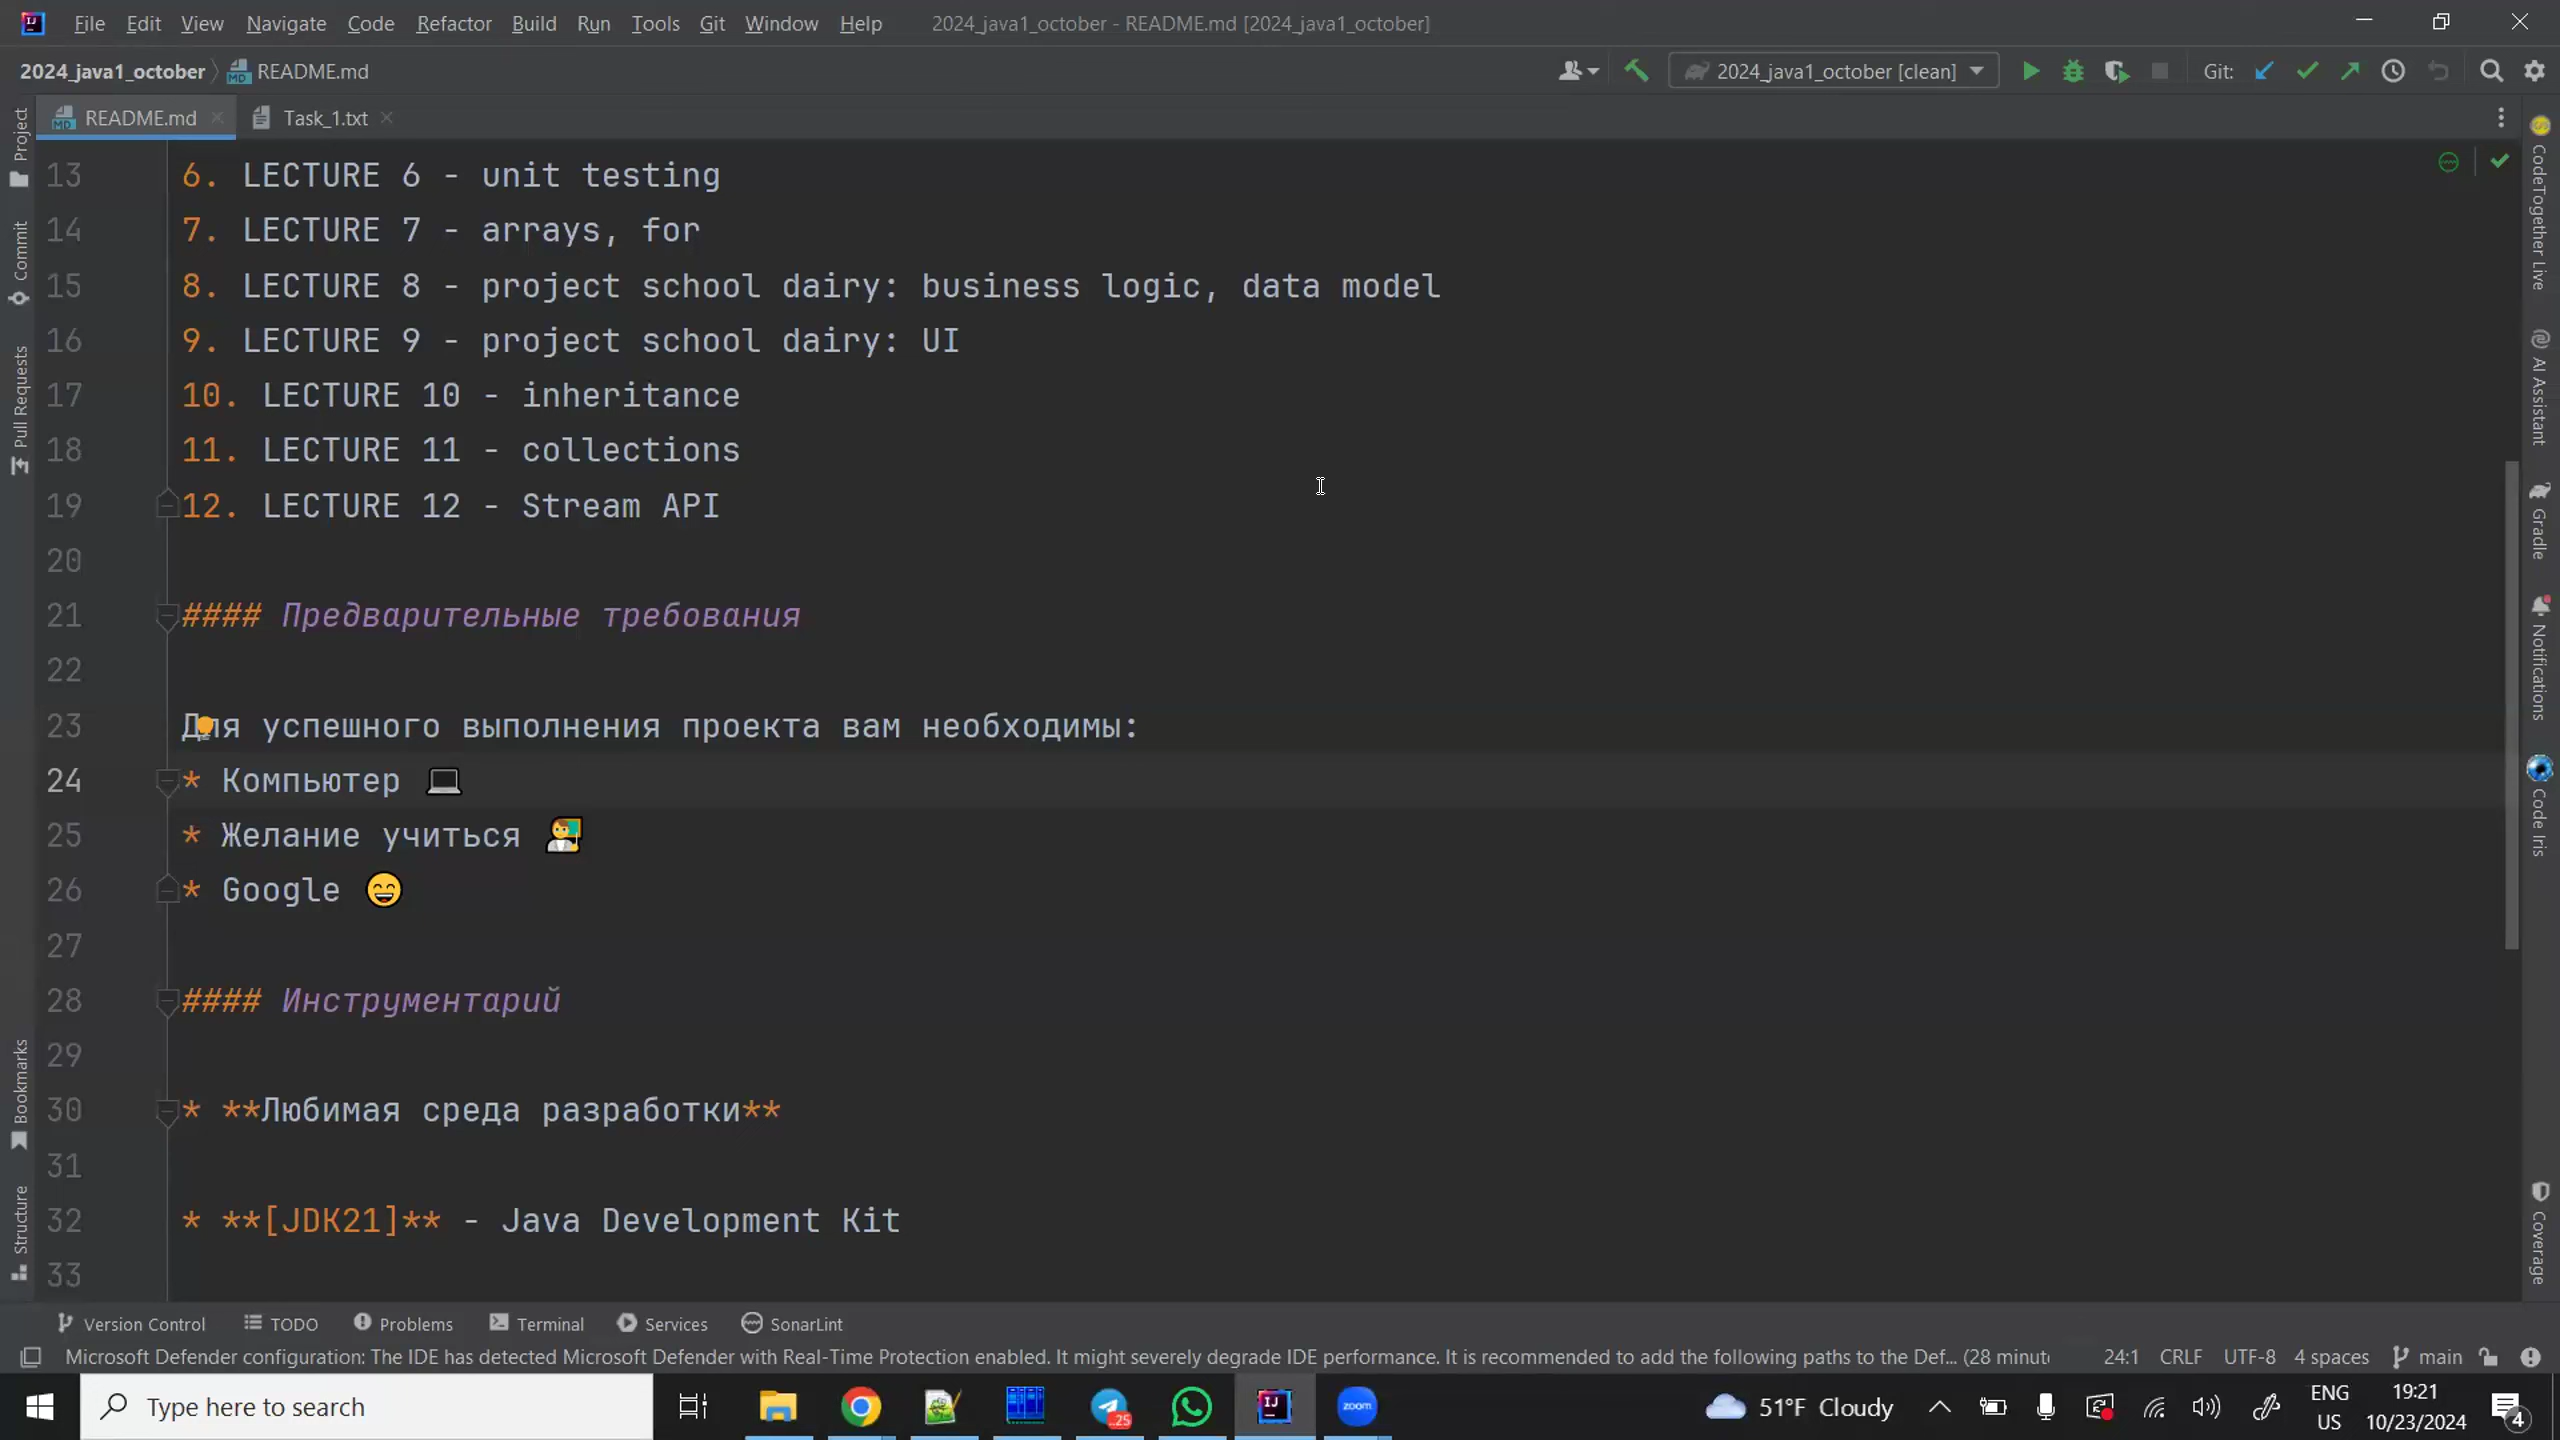 File Edit View Navigate Code Refactor Build Run Tools Git Window Help 2024_java1_october - README.md [2024_java1_october]
2024_java1_october README.md 2024_java1_october [clean] Git:
README.md Task_1.txt
13 6. LECTURE 6 - unit testing
14 7. LECTURE 7 - arrays, for
15 8. LECTURE 8 - project school dairy: business logic, data model
16 9. LECTURE 9 - project school dairy: UI
17 10. LECTURE 10 - inheritance
18 11. LECTURE 11 - collections
19 12. LECTURE 12 - Stream API
20
21 #### Предварительные требования
22
23 Для успешного выполнения проекта вам необходимы:
24 * Компьютер 💻
25 * Желание учиться 🧑‍🏫
26 * Google 😄
27
28 #### Инструментарий
29
30 * **Любимая среда разработки**
31
32 * **[JDK21]** - Java Development Kit
33
Project
Commit
Pull Requests
Bookmarks
Structure
CodeTogether Live
AI Assistant
Gradle
Notifications
Code Iris
Coverage
Version Control TODO Problems Terminal Services SonarLint
Microsoft Defender configuration: The IDE has detected Microsoft Defender with Real-Time Protection enabled. It might severely degrade IDE performance. It is recommended to add the following paths to the Def... (28 minut 24:1 CRLF UTF-8 4 spaces main
Type here to search zoom 25 51°F Cloudy ENG US 19:21 10/23/2024 4